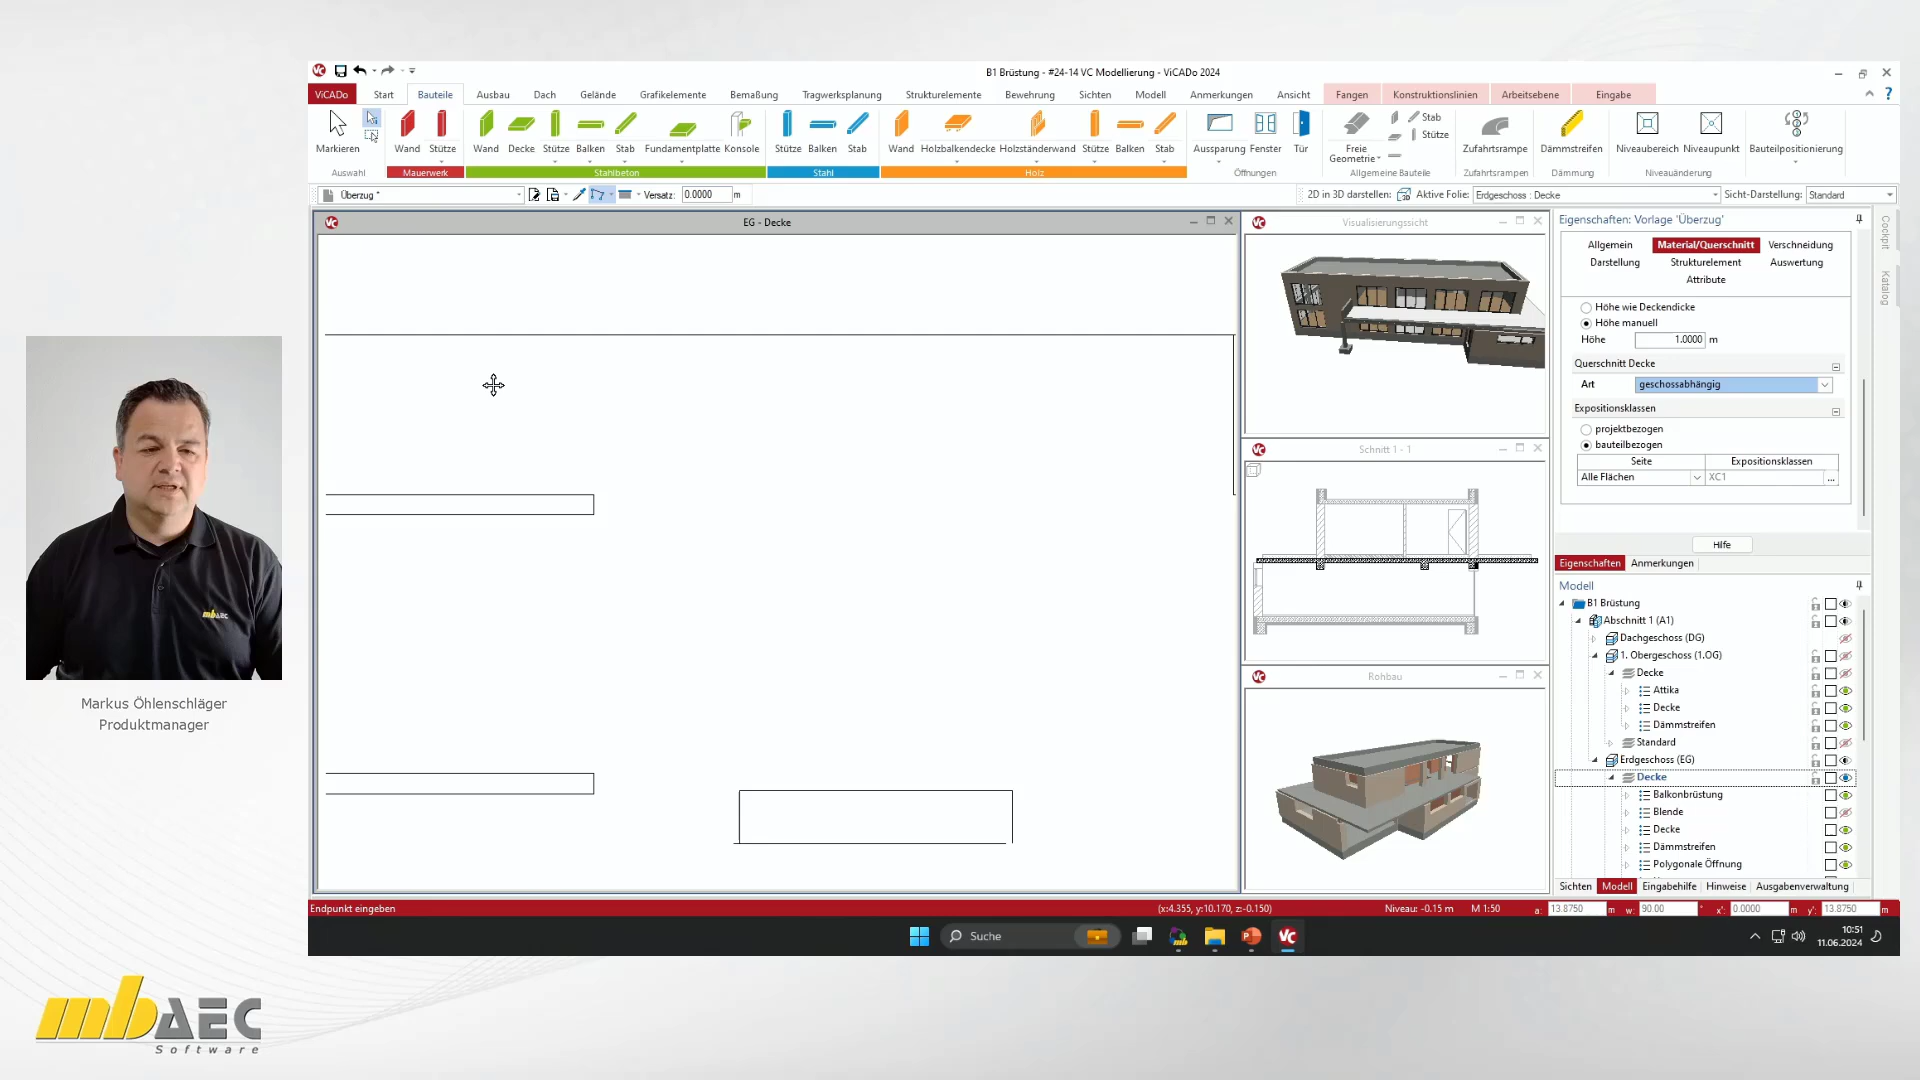 B1 Brüstung - #24-14 VC Modellierung - ViCADo 2024
ViCADo Start Bauteile Ausbau Dach Gelände Grafikelemente Bemaßung Tragwerksplanung Strukturelemente Bewehrung Sichten Modell Anmerkungen Ansicht Fangen Konstruktionslinien Arbeitsebene Eingabe
Markieren Wand Stütze Wand Decke Stütze Balken Stab Fundamentplatte Konsole Stütze Balken Stab Wand Holzbalkendecke Holzständerwand Stütze Balken Stab Aussparung Fenster Tür Freie Geometrie Stab Stütze Zufahrtsrampe Dämmstreifen Niveaubereich Niveaupunkt Bauteilpositionierung
Auswahl Mauerwerk Stahlbeton Stahl Holz Öffnungen Allgemeine Bauteile Zufahrtsrampen Dämmung Niveauänderung
Überzug * Versatz: 0.0000 m 2D in 3D darstellen: Aktive Folie: Erdgeschoss : Decke Sicht-Darstellung: Standard
EG - Decke
Visualisierungssicht
Schnitt 1 - 1
Rohbau
Eigenschaften: Vorlage 'Überzug'
Allgemein Material/Querschnitt Verschneidung
Darstellung Strukturelement Auswertung
Attribute
Höhe wie Deckendicke
Höhe manuell
Höhe 1.0000 m
Querschnitt Decke
Art geschossabhängig
Expositionsklassen
projektbezogen
bauteilbezogen
Seite Expositionsklassen
Alle Flächen XC1 ...
Hilfe
Eigenschaften Anmerkungen
Modell
B1 Brüstung
Abschnitt 1 (A1)
Dachgeschoss (DG)
1. Obergeschoss (1.OG)
Decke
Attika
Decke
Dämmstreifen
Standard
Erdgeschoss (EG)
Decke
Balkonbrüstung
Blende
Decke
Dämmstreifen
Polygonale Öffnung
Sichten Modell Eingabehilfe Hinweise Ausgabenverwaltung
Cockpit
Katalog
Endpunkt eingeben (x:4.355, y:10.170, z:-0.150) Niveau: -0.15 m M 1:50 a: 13.8750 m w: 90.00 ° x': 0.0000 m y': 13.8750 m
Suche
10:51
11.06.2024
mbAEC
Markus Öhlenschläger
Produktmanager
mbAEC
Software